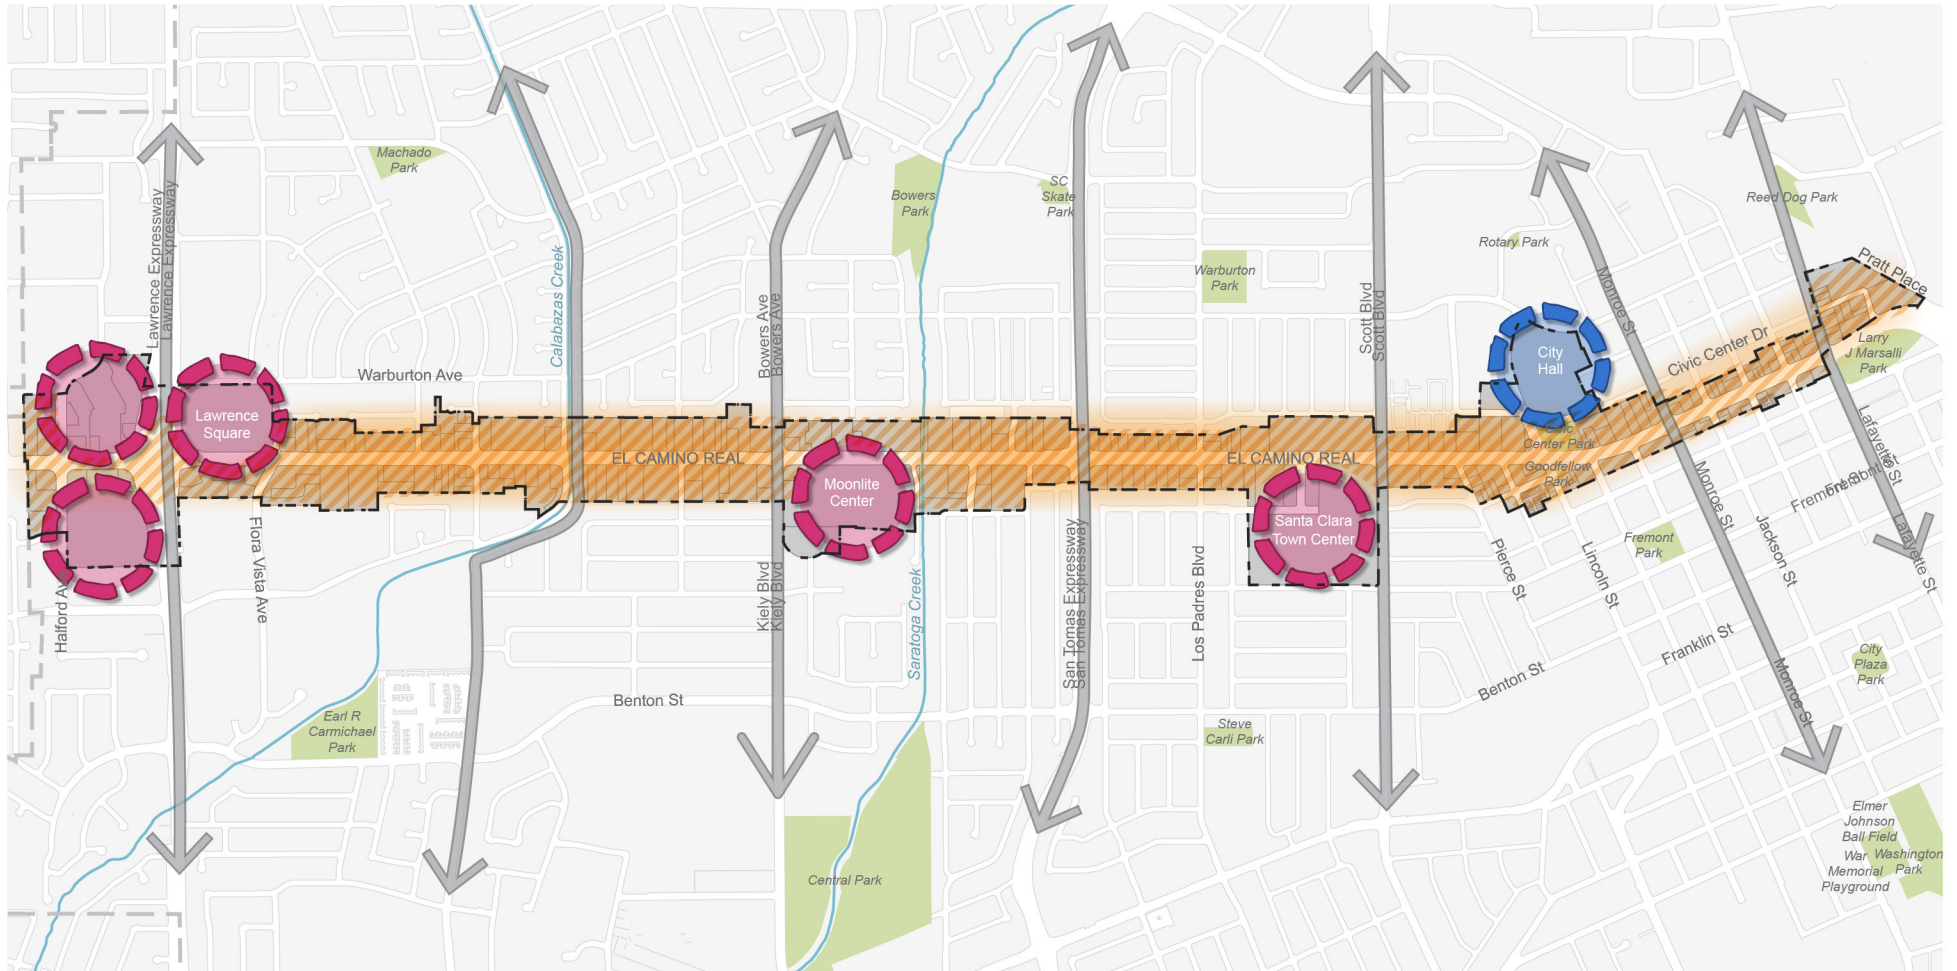 Machado
Park
Bowers
Park
SC
Skate
Park
Reed Dog Park
Rotary Park
Warburton
Park
Pratt Place
Lawrence Expressway
Lawrence Expressway
Calabazas Creek
Bowers Ave
Bowers Ave
Scott Blvd
Scott Blvd
Monroe St
Civic Center Dr
Larry
J Marsalli
Park
City
Hall
Warburton Ave
Lawrence
Square
Civic
Center Park
EL CAMINO REAL
EL CAMINO REAL
Goodfellow
Park
Moonlite
Center
Santa Clara
Town Center
Lafayette St
Fremont St
Fremont St
Monroe St
Flora Vista Ave
Halford Ave
Kiely Blvd
Kiely Blvd
Saratoga Creek
San Tomas Expressway
San Tomas Expressway
Los Padres Blvd
Pierce St
Lincoln St
Fremont
Park
Jackson St
Lafayette St
Franklin St
Benton St
Benton St
Monroe St
City
Plaza
Park
Earl R
Carmichael
Park
Steve
Carli Park
Central Park
Elmer
Johnson
Ball Field
War
Memorial
Playground
Washington
Park